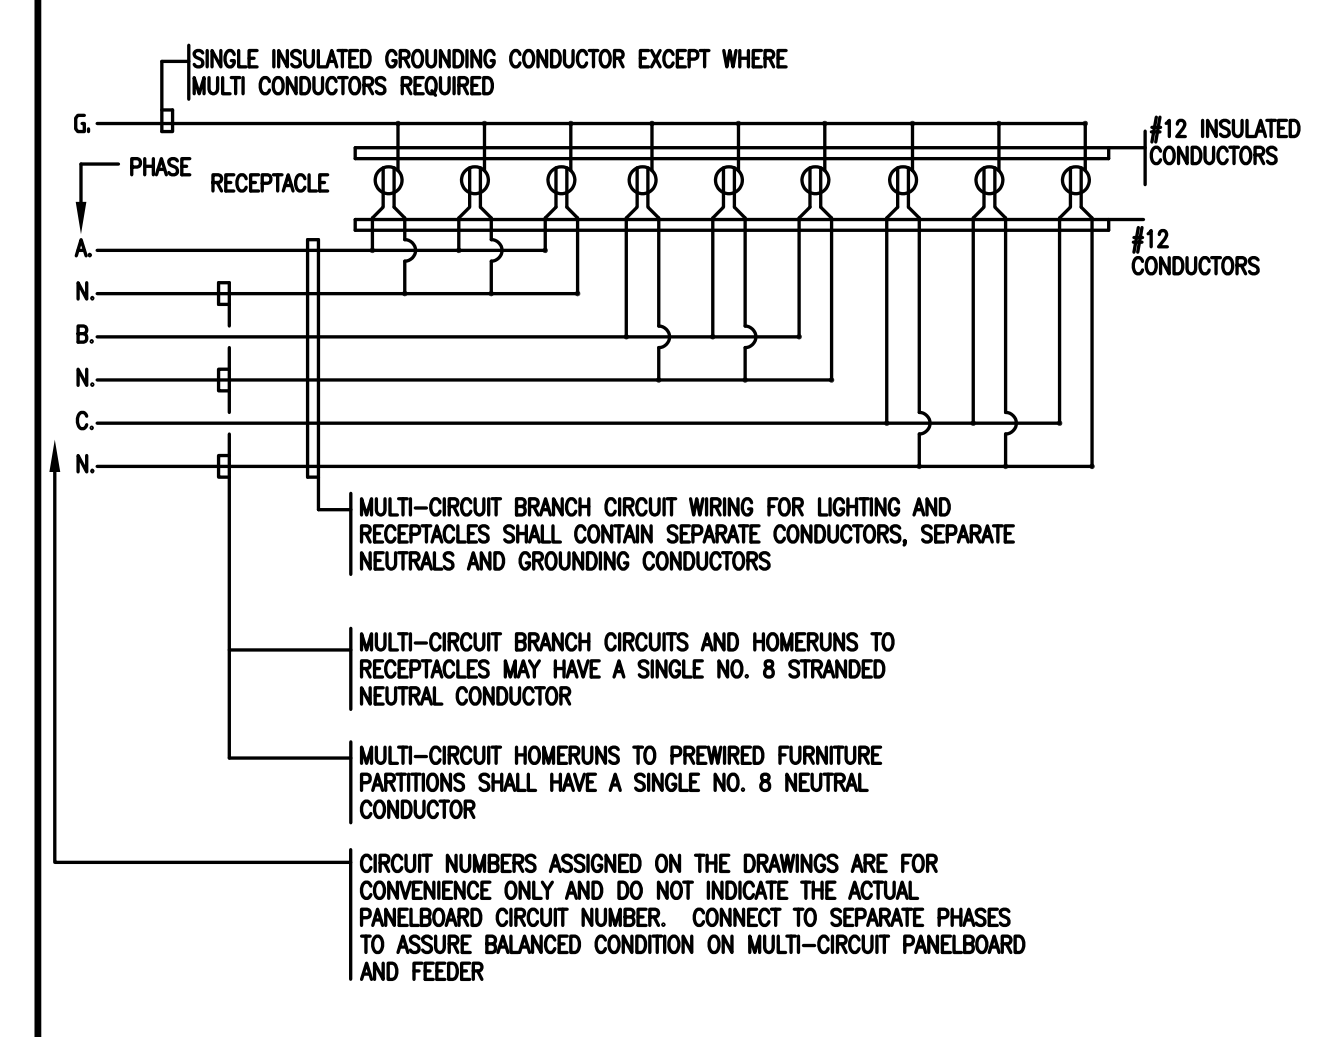 SINGLE INSULATED GROUNDING CONDUCTOR EXCEPT WHERE
MULTI CONDUCTORS REQUIRED
G.
#12 INSULATED
CONDUCTORS
PHASE
RECEPTACLE
A.
#12
CONDUCTORS
N.
B.
N.
C.
N.
MULTI-CIRCUIT BRANCH CIRCUIT WIRING FOR LIGHTING AND
RECEPTACLES SHALL CONTAIN SEPARATE CONDUCTORS, SEPARATE
NEUTRALS AND GROUNDING CONDUCTORS
MULTI-CIRCUIT BRANCH CIRCUITS AND HOMERUNS TO
RECEPTACLES MAY HAVE A SINGLE NO. 8 STRANDED
NEUTRAL CONDUCTOR
MULTI-CIRCUIT HOMERUNS TO PREWIRED FURNITURE
PARTITIONS SHALL HAVE A SINGLE NO. 8 NEUTRAL
CONDUCTOR
CIRCUIT NUMBERS ASSIGNED ON THE DRAWINGS ARE FOR
CONVENIENCE ONLY AND DO NOT INDICATE THE ACTUAL
PANELBOARD CIRCUIT NUMBER. CONNECT TO SEPARATE PHASES
TO ASSURE BALANCED CONDITION ON MULTI-CIRCUIT PANELBOARD
AND FEEDER